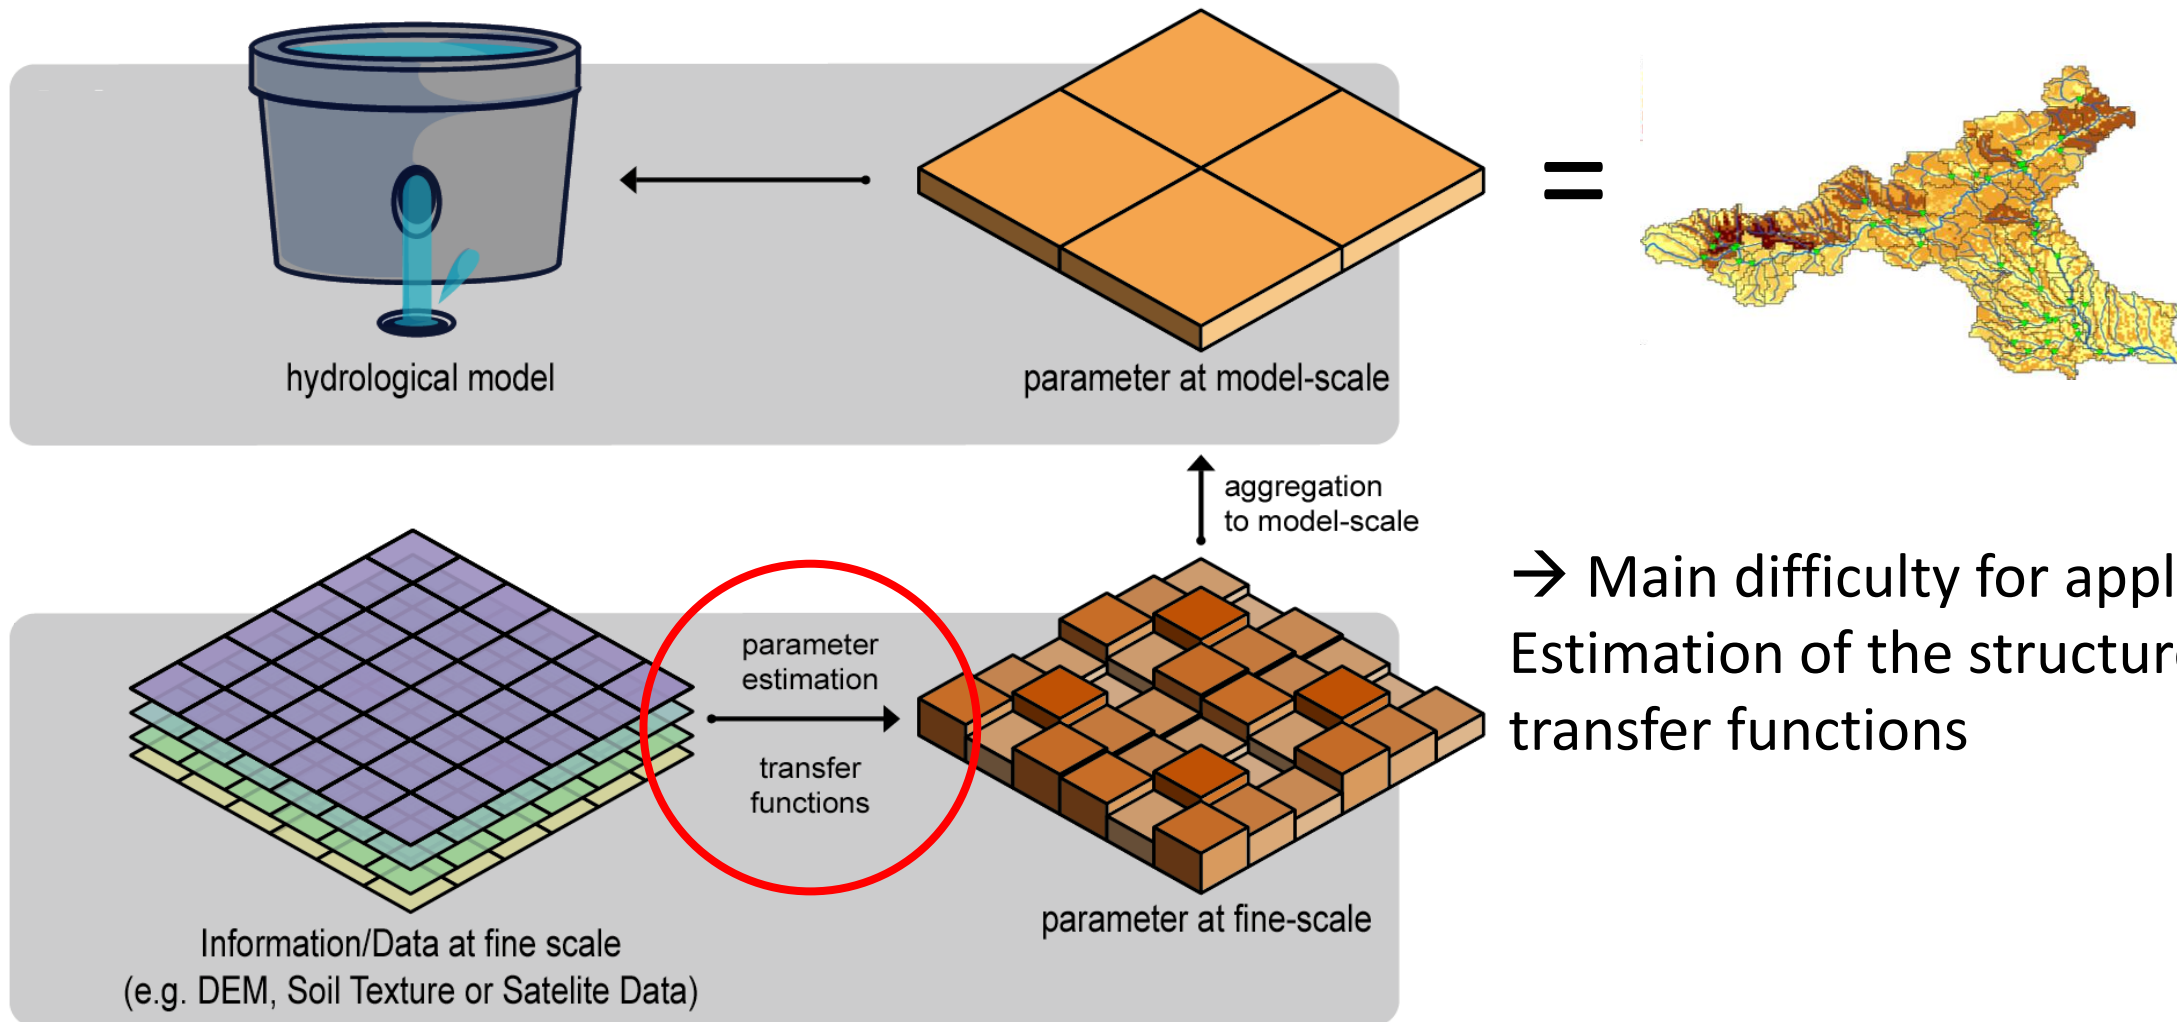 =
hydrological model
parameter at model-scale
aggregation
to model-scale
parameter
estimation
transfer
functions
→ Main difficulty for appl
Estimation of the structure
transfer functions
parameter at fine-scale
Information/Data at fine scale
(e.g. DEM, Soil Texture or Satelite Data)